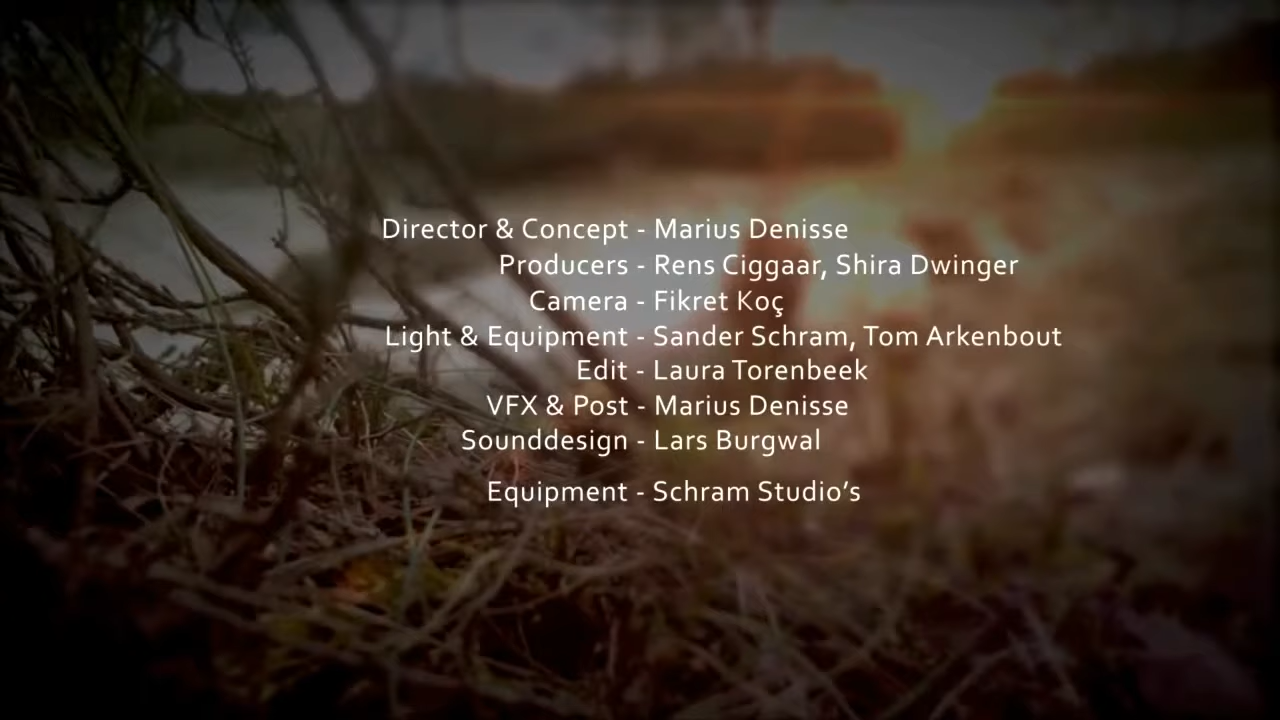 Director & Concept - Marius Denisse
Producers - Rens Ciggaar, Shira Dwinger
Camera - Fikret Koç
Light & Equipment - Sander Schram, Tom Arkenbout
Edit - Laura Torenbeek
VFX & Post - Marius Denisse
Sounddesign - Lars Burgwal
Equipment - Schram Studio’s